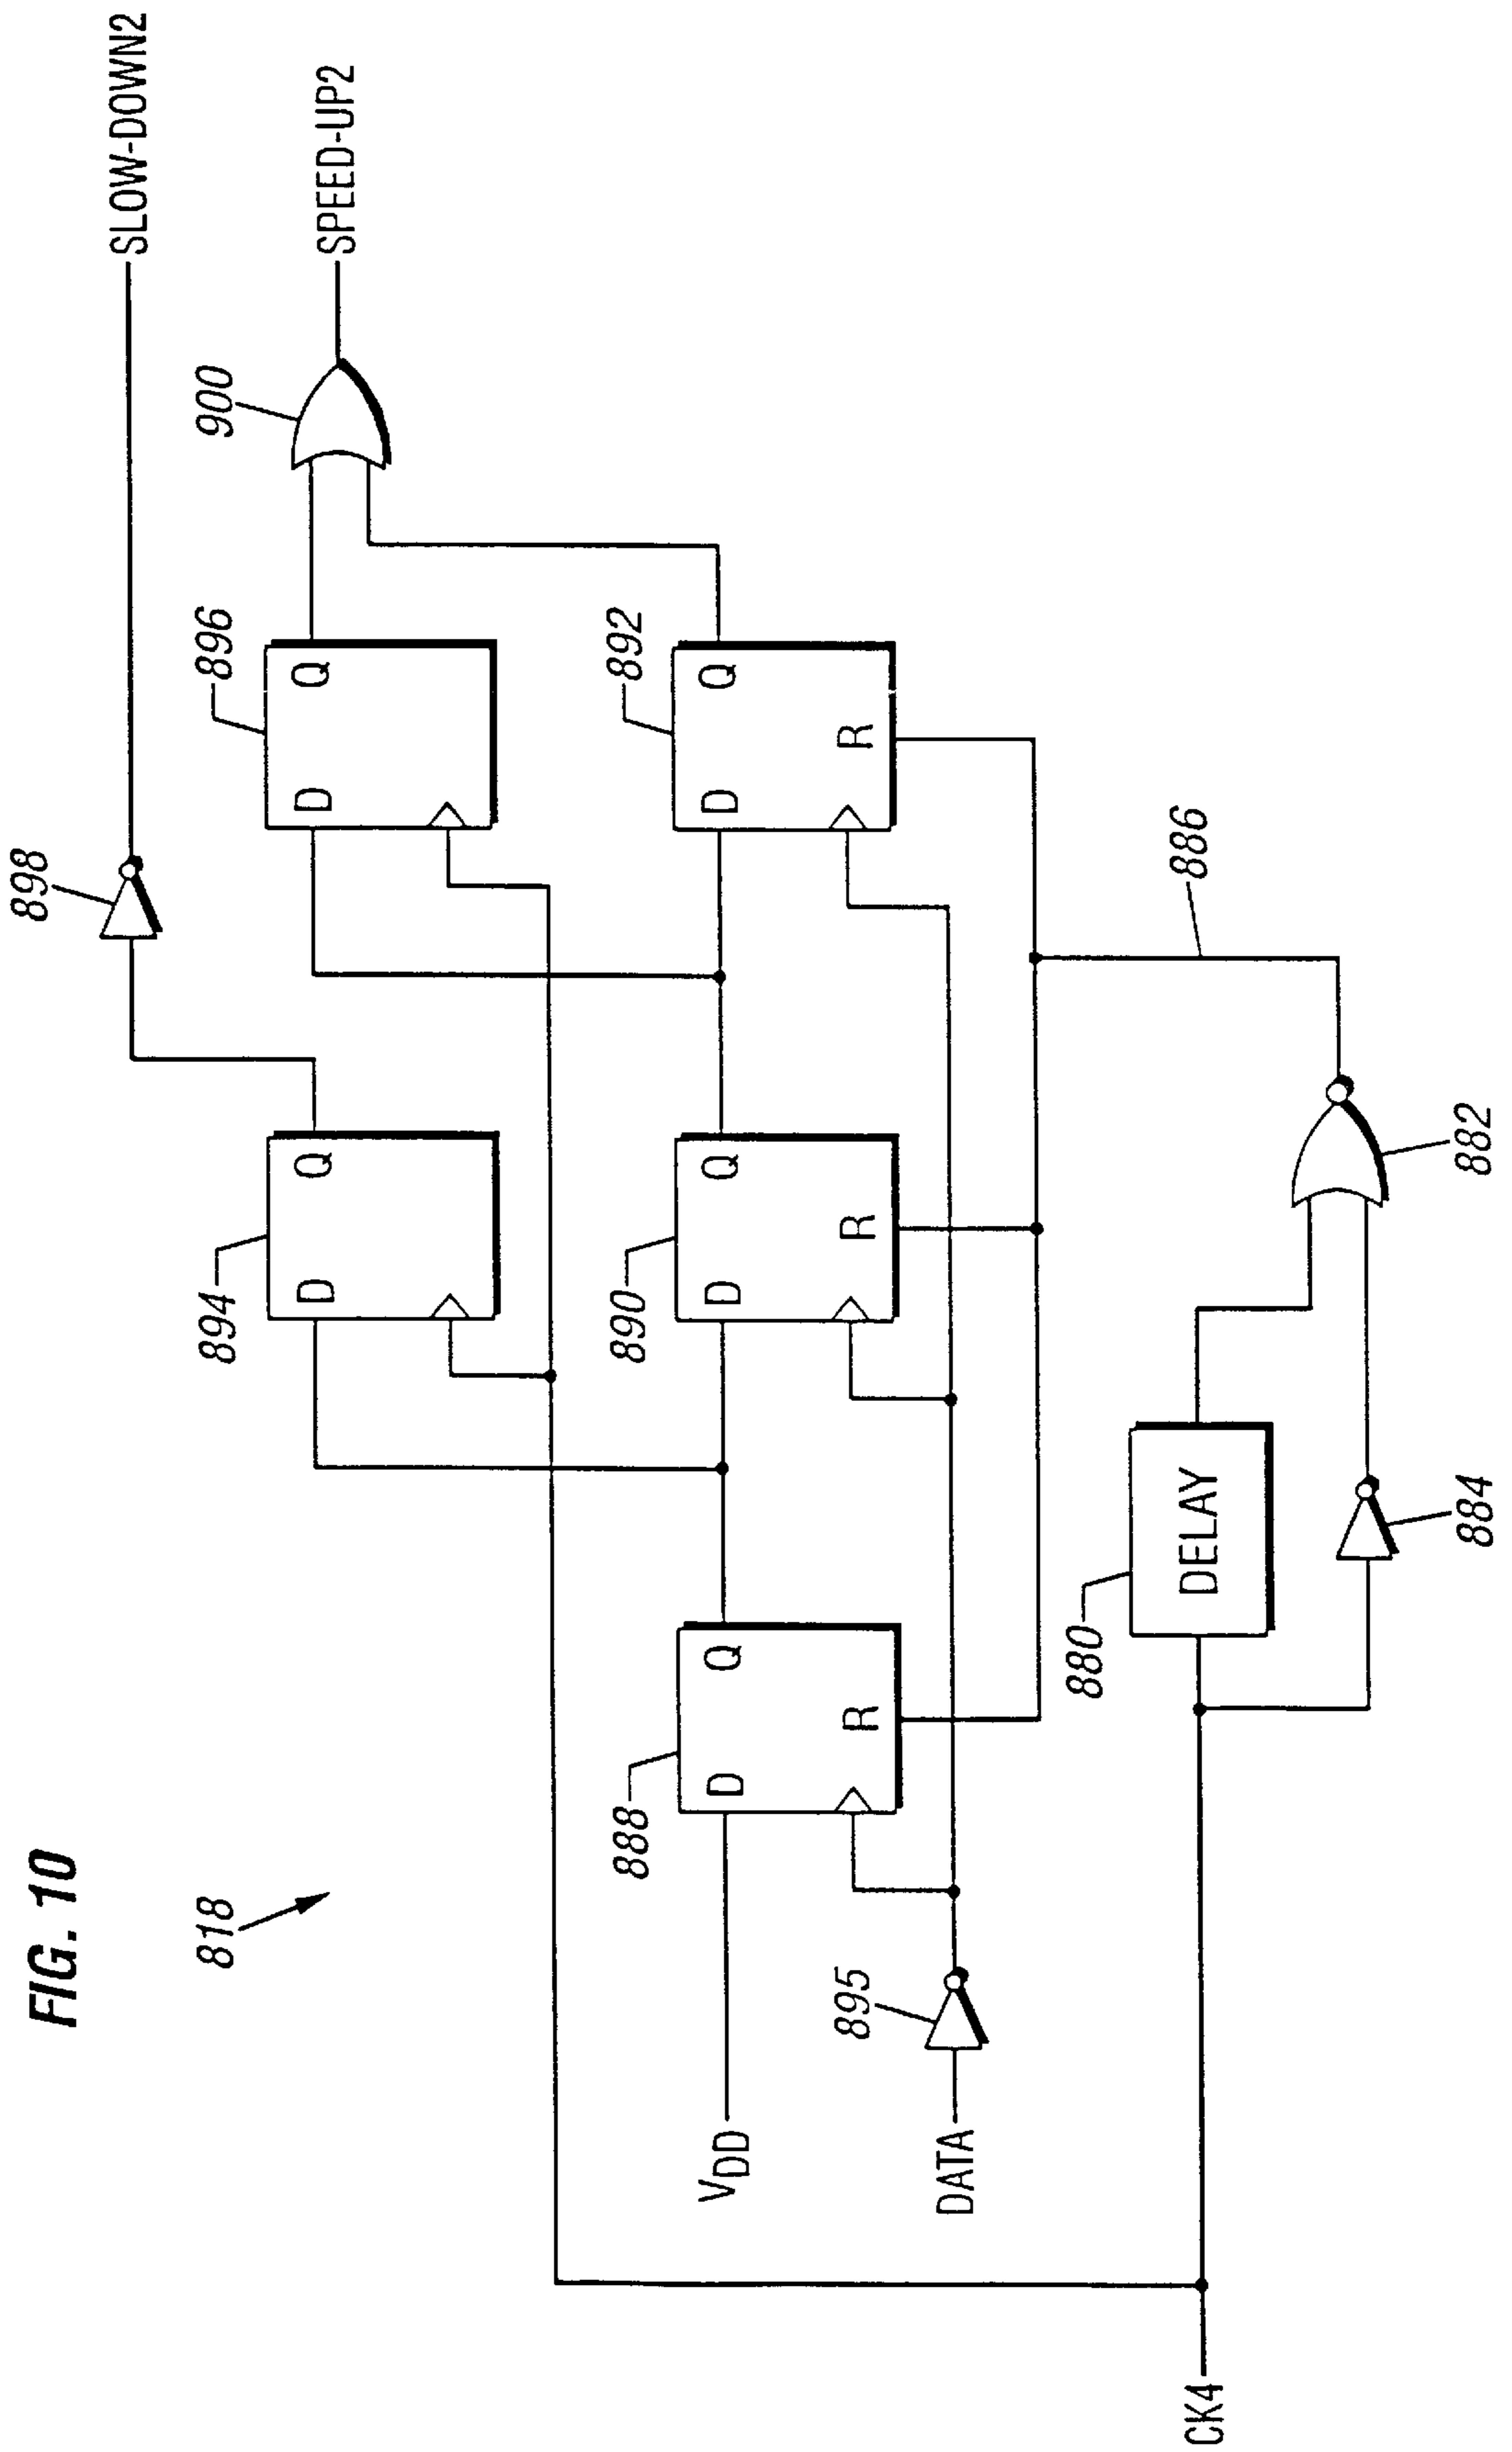 FIG. 10
818
898
SLOW-DOWN2
894
D
Q
896
D
Q
900
SPEED-UP2
VDD
888
D
Q
R
890
D
Q
R
892
D
Q
R
DATA
895
886
880
DELAY
882
CK4
884